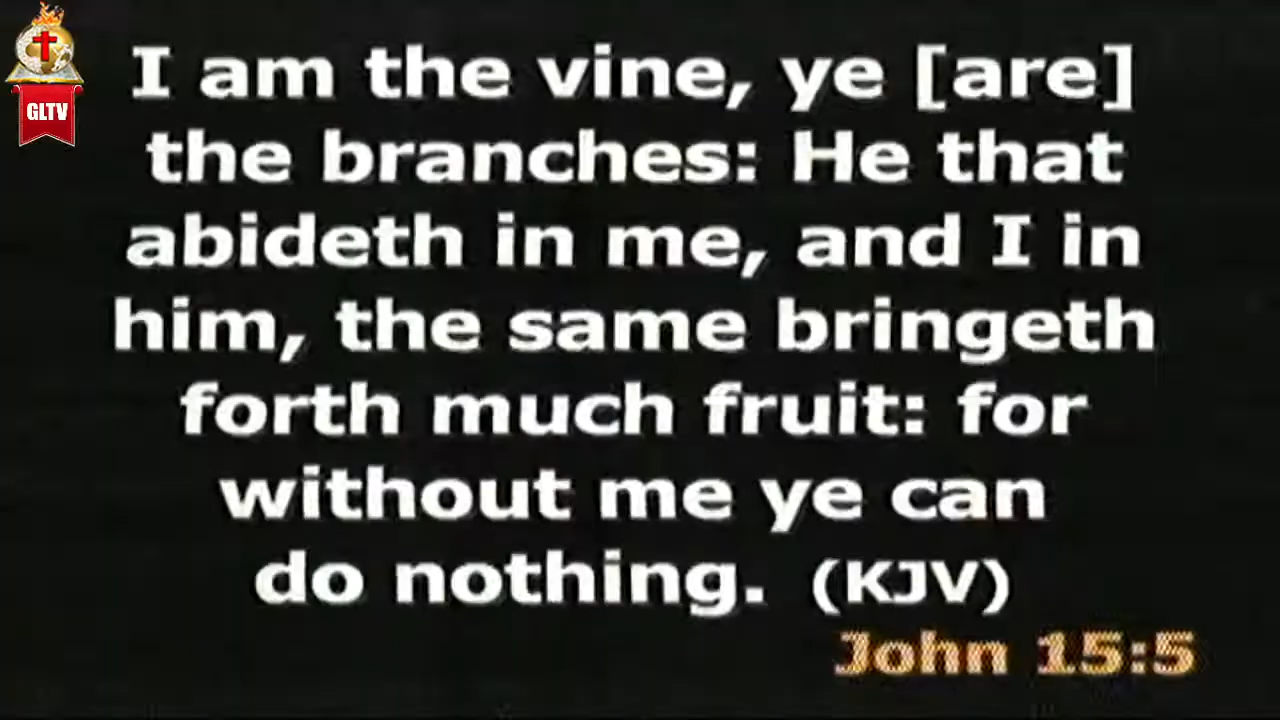 GLTV
I am the vine, ye [are]
the branches: He that
abideth in me, and I in
him, the same bringeth
forth much fruit: for
without me ye can
do nothing. (KJV)
John 15:5